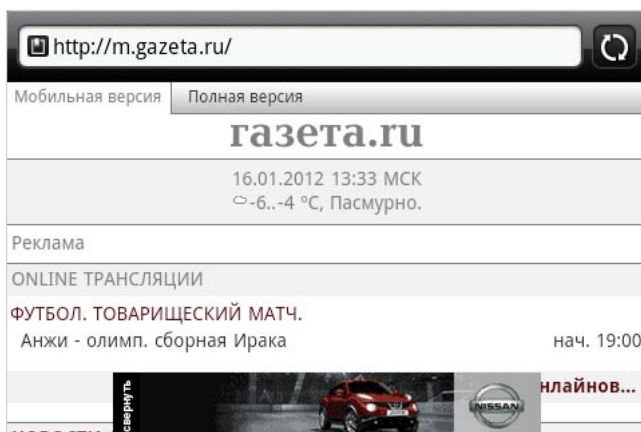 http://m.gazeta.ru/
Мобильная версия Полная версия
газета.ru
16.01.2012 13:33 МСК
-6..-4 °С, Пасмурно.
Реклама
ONLINE ТРАНСЛЯЦИИ
ФУТБОЛ. ТОВАРИЩЕСКИЙ МАТЧ.
Анжи - олимп. сборная Ирака нач. 19:00
нлайнов...
свернуть
NISSAN